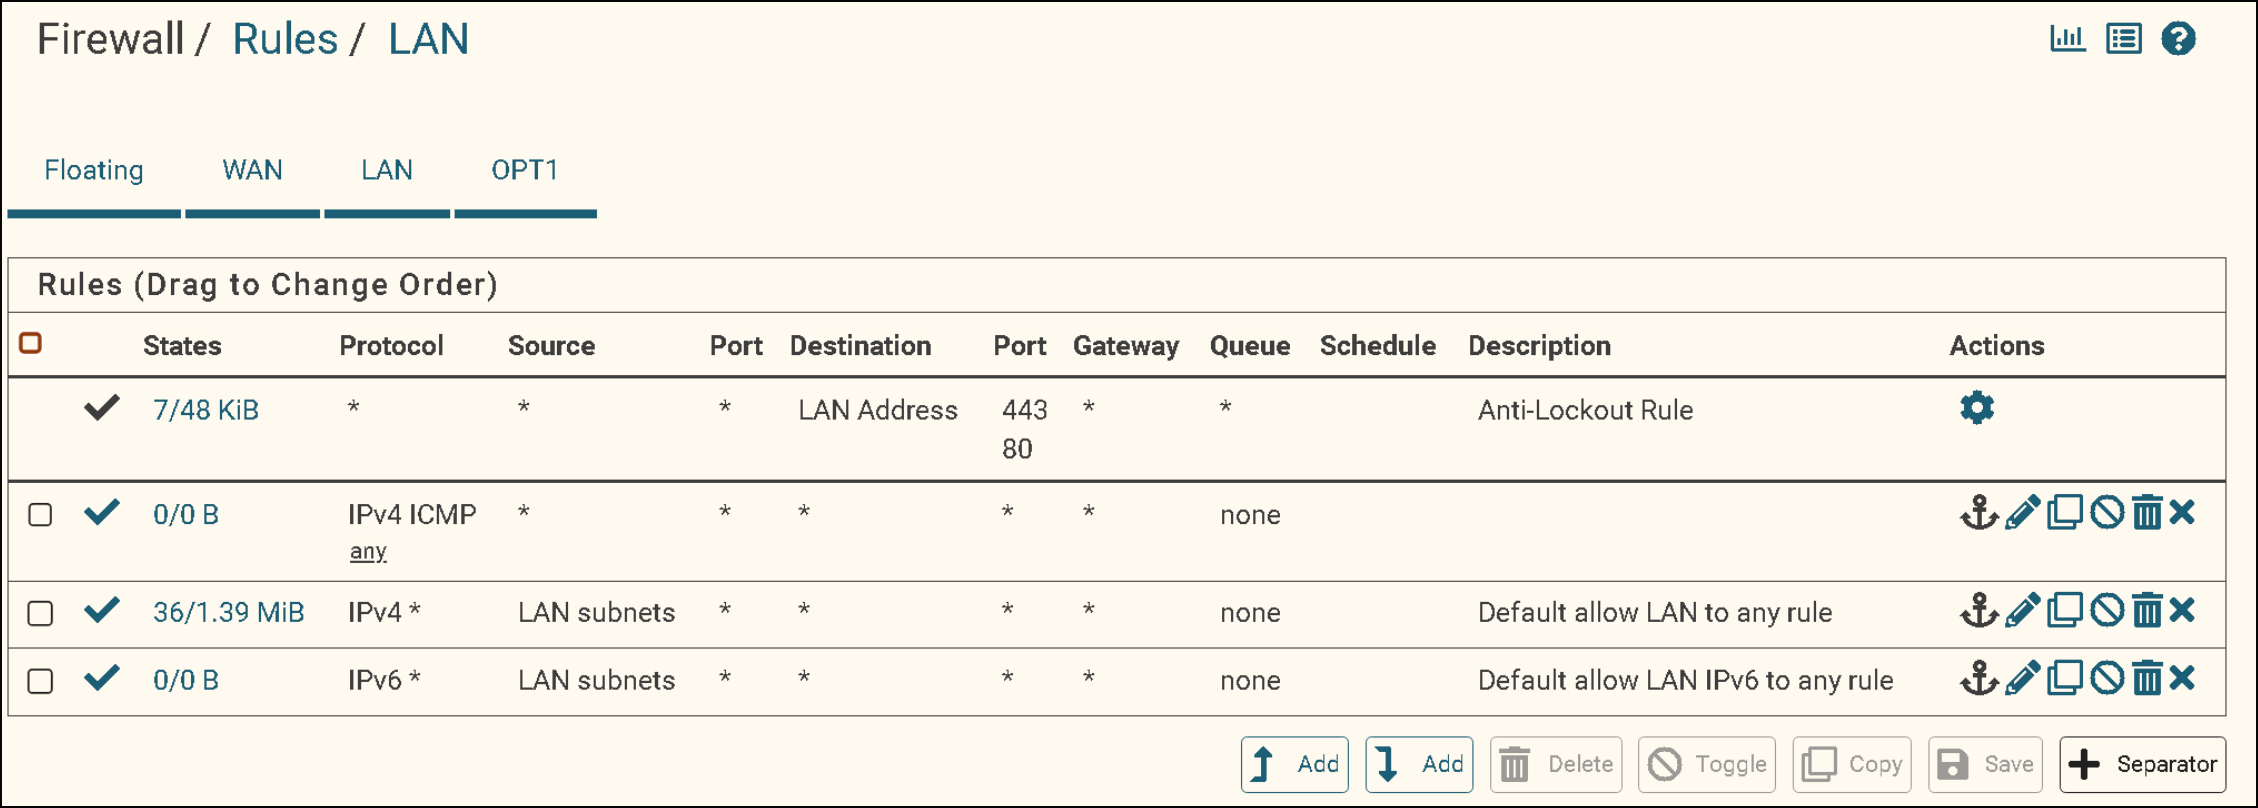 Firewall / Rules / LAN
Floating WAN LAN OPT1
Rules (Drag to Change Order)
States Protocol Source Port Destination Port Gateway Queue Schedule Description Actions
7/48 KiB * * * LAN Address 443 * * Anti-Lockout Rule
80
0/0 B IPv4 ICMP * * * * * none
any
36/1.39 MiB IPv4 * LAN subnets * * * * none Default allow LAN to any rule
0/0 B IPv6 * LAN subnets * * * * none Default allow LAN IPv6 to any rule
Add Add Delete Toggle Copy Save Separator